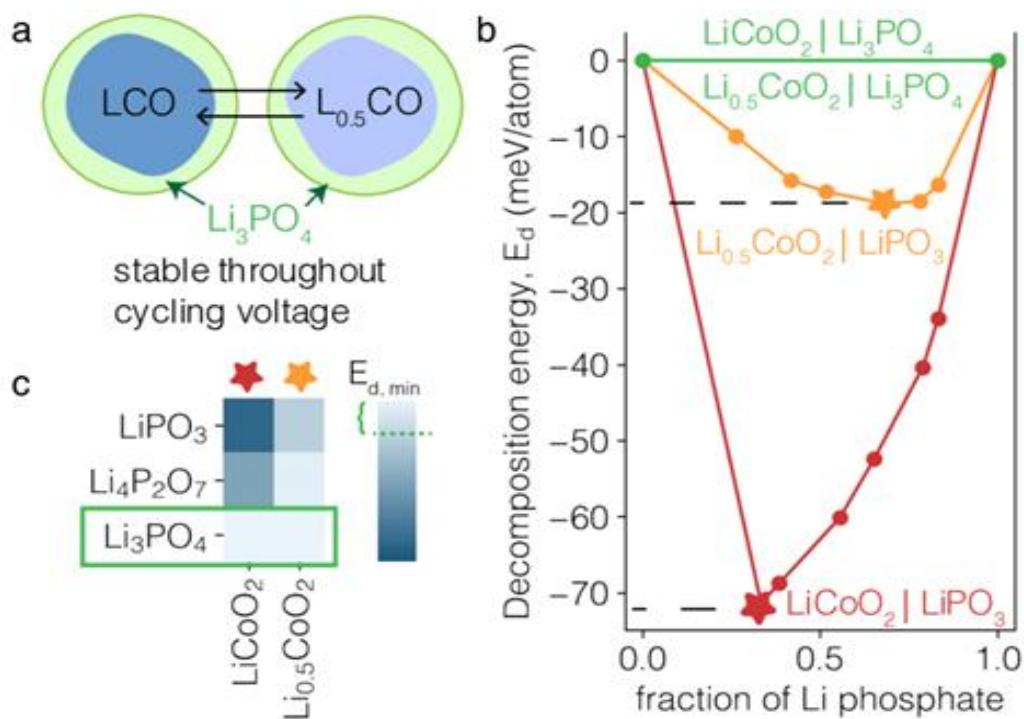 a
LCO
L₀.₅CO
Li₃PO₄
stable throughout
cycling voltage
b
Decomposition energy, E_d (meV/atom)
0
−10
−20
−30
−40
−50
−60
−70
LiCoO₂ | Li₃PO₄
Li₀.₅CoO₂ | Li₃PO₄
Li₀.₅CoO₂ | LiPO₃
LiCoO₂ | LiPO₃
0.0
0.5
1.0
fraction of Li phosphate
c
E_d, min
{
LiPO₃
Li₄P₂O₇
Li₃PO₄
LiCoO₂
Li₀.₅CoO₂